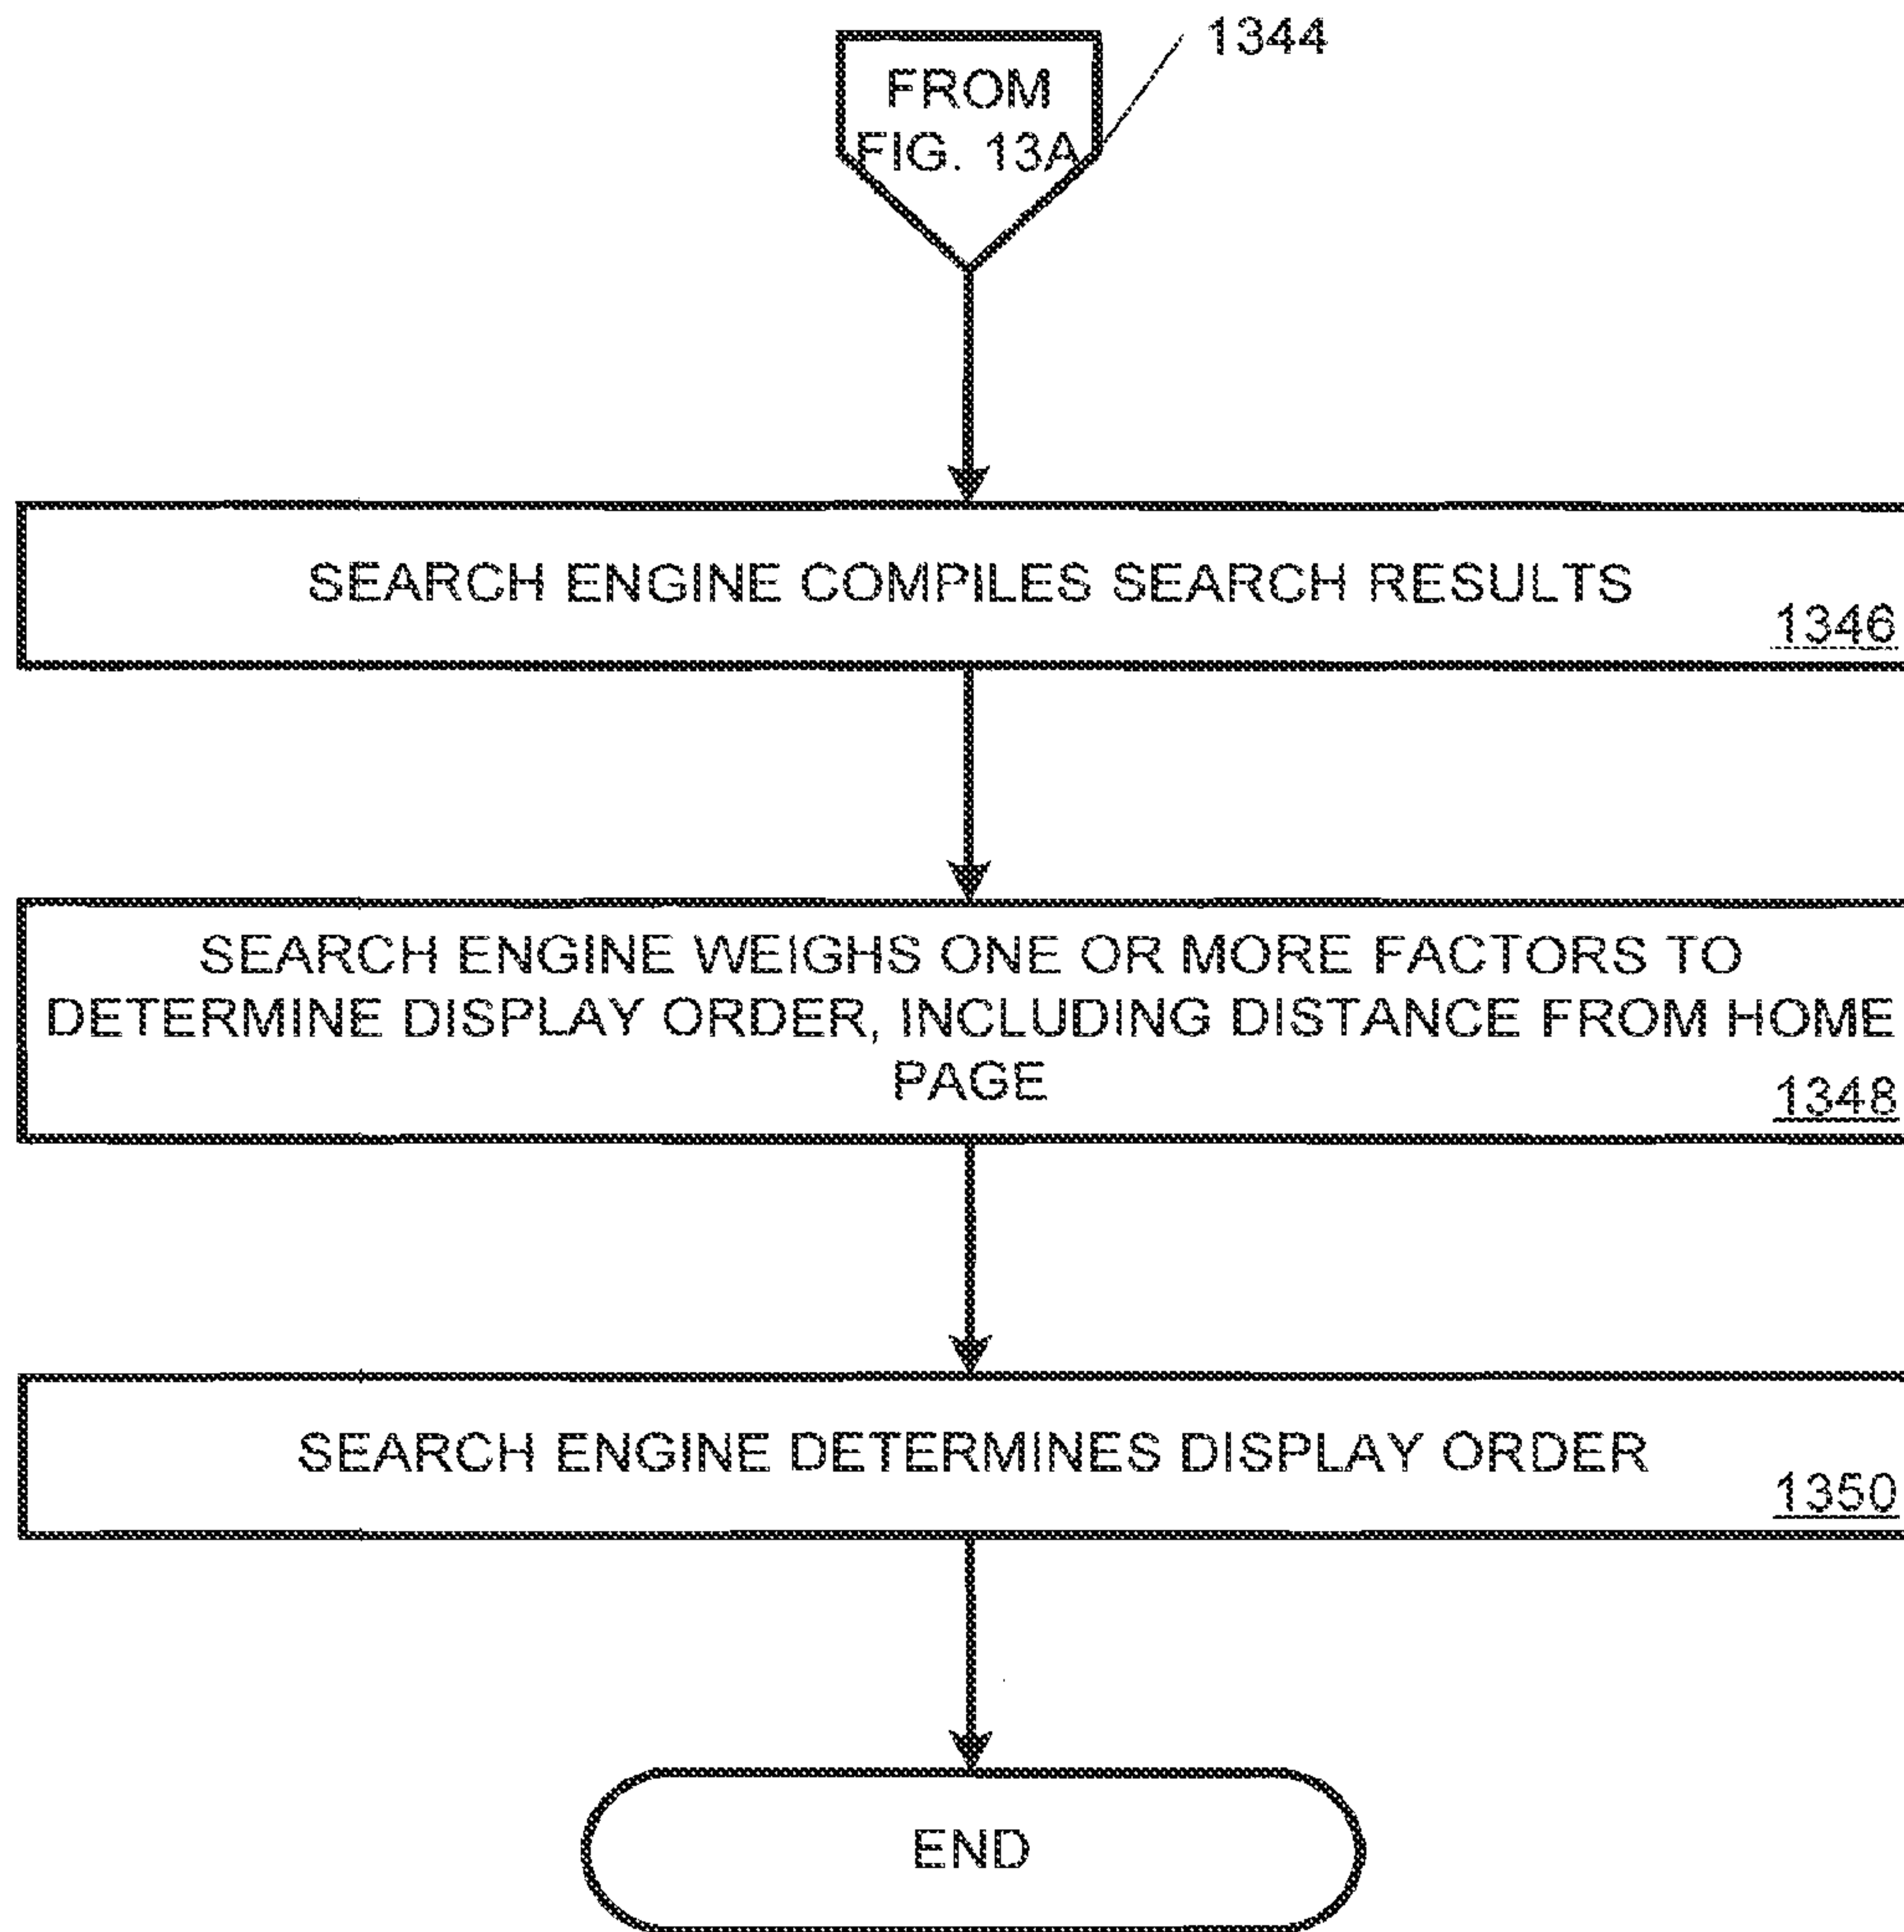 1344
FROM
FIG. 13A
SEARCH ENGINE COMPILES SEARCH RESULTS
1346
SEARCH ENGINE WEIGHS ONE OR MORE FACTORS TO
DETERMINE DISPLAY ORDER, INCLUDING DISTANCE FROM HOME
PAGE
1348
SEARCH ENGINE DETERMINES DISPLAY ORDER
1350
END